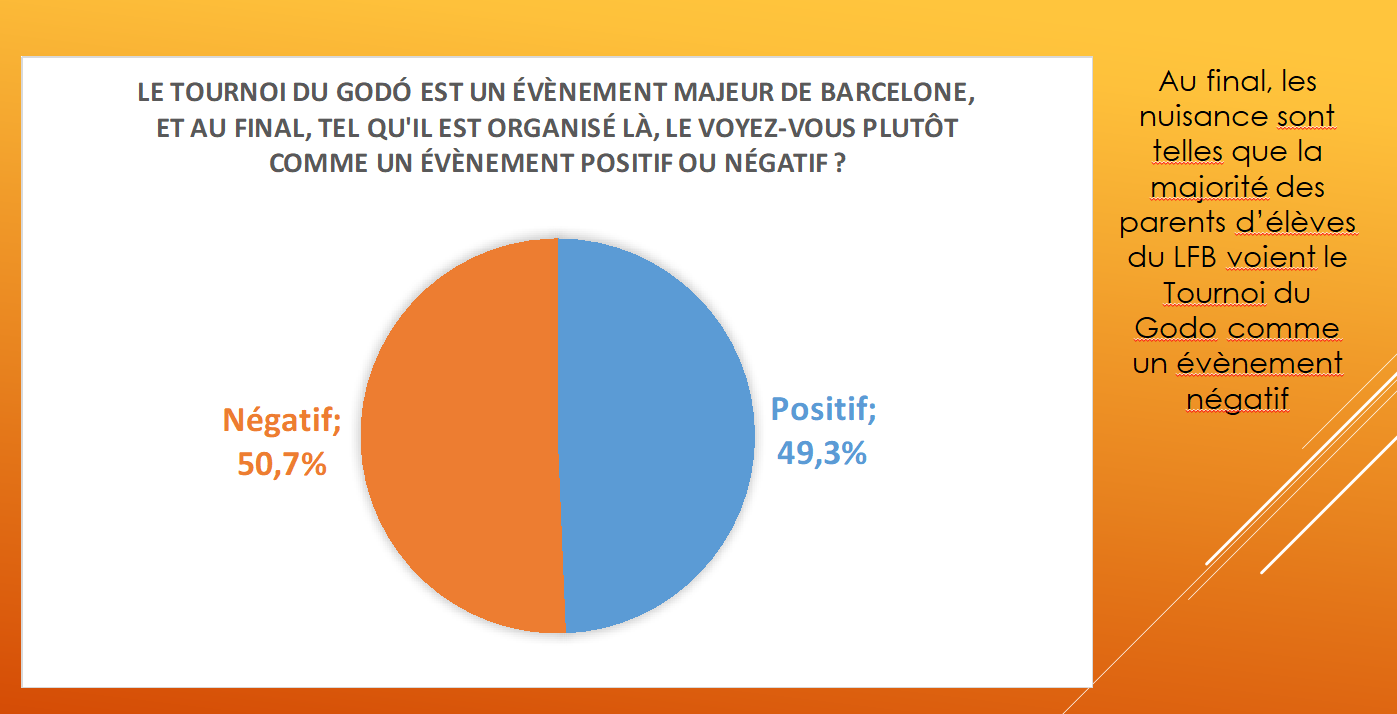 LE TOURNOI DU GODÓ EST UN ÉVÈNEMENT MAJEUR DE BARCELONE,
ET AU FINAL, TEL QU'IL EST ORGANISÉ LÀ, LE VOYEZ-VOUS PLUTÔT
COMME UN ÉVÈNEMENT POSITIF OU NÉGATIF ?
Négatif;
50,7%
Positif;
49,3%
Au final, les
nuisance sont
telles que la
majorité des
parents d’élèves
du LFB voient le
Tournoi du
Godo comme
un évènement
négatif